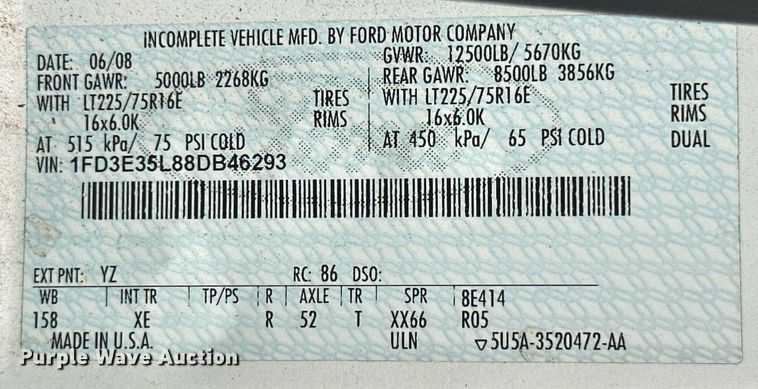 INCOMPLETE VEHICLE MFD. BY FORD MOTOR COMPANY
DATE: 06/08 GVWR: 12500LB/ 5670KG
FRONT GAWR: 5000LB 2268KG REAR GAWR: 8500LB 3856KG
WITH LT225/75R16E TIRES WITH LT225/75R16E TIRES
16x6.0K RIMS 16x6.0K RIMS
AT 515 kPa/ 75 PSI COLD AT 450 kPa/ 65 PSI COLD DUAL
VIN: 1FD3E35L88DB46293
EXT PNT: YZ RC: 86 DSO:
WB INT TR TP/PS R AXLE TR SPR 8E414
158 XE R 52 T XX66 R05
MADE IN U.S.A. ULN ▽5U5A-3520472-AA
Purple Wave Auction